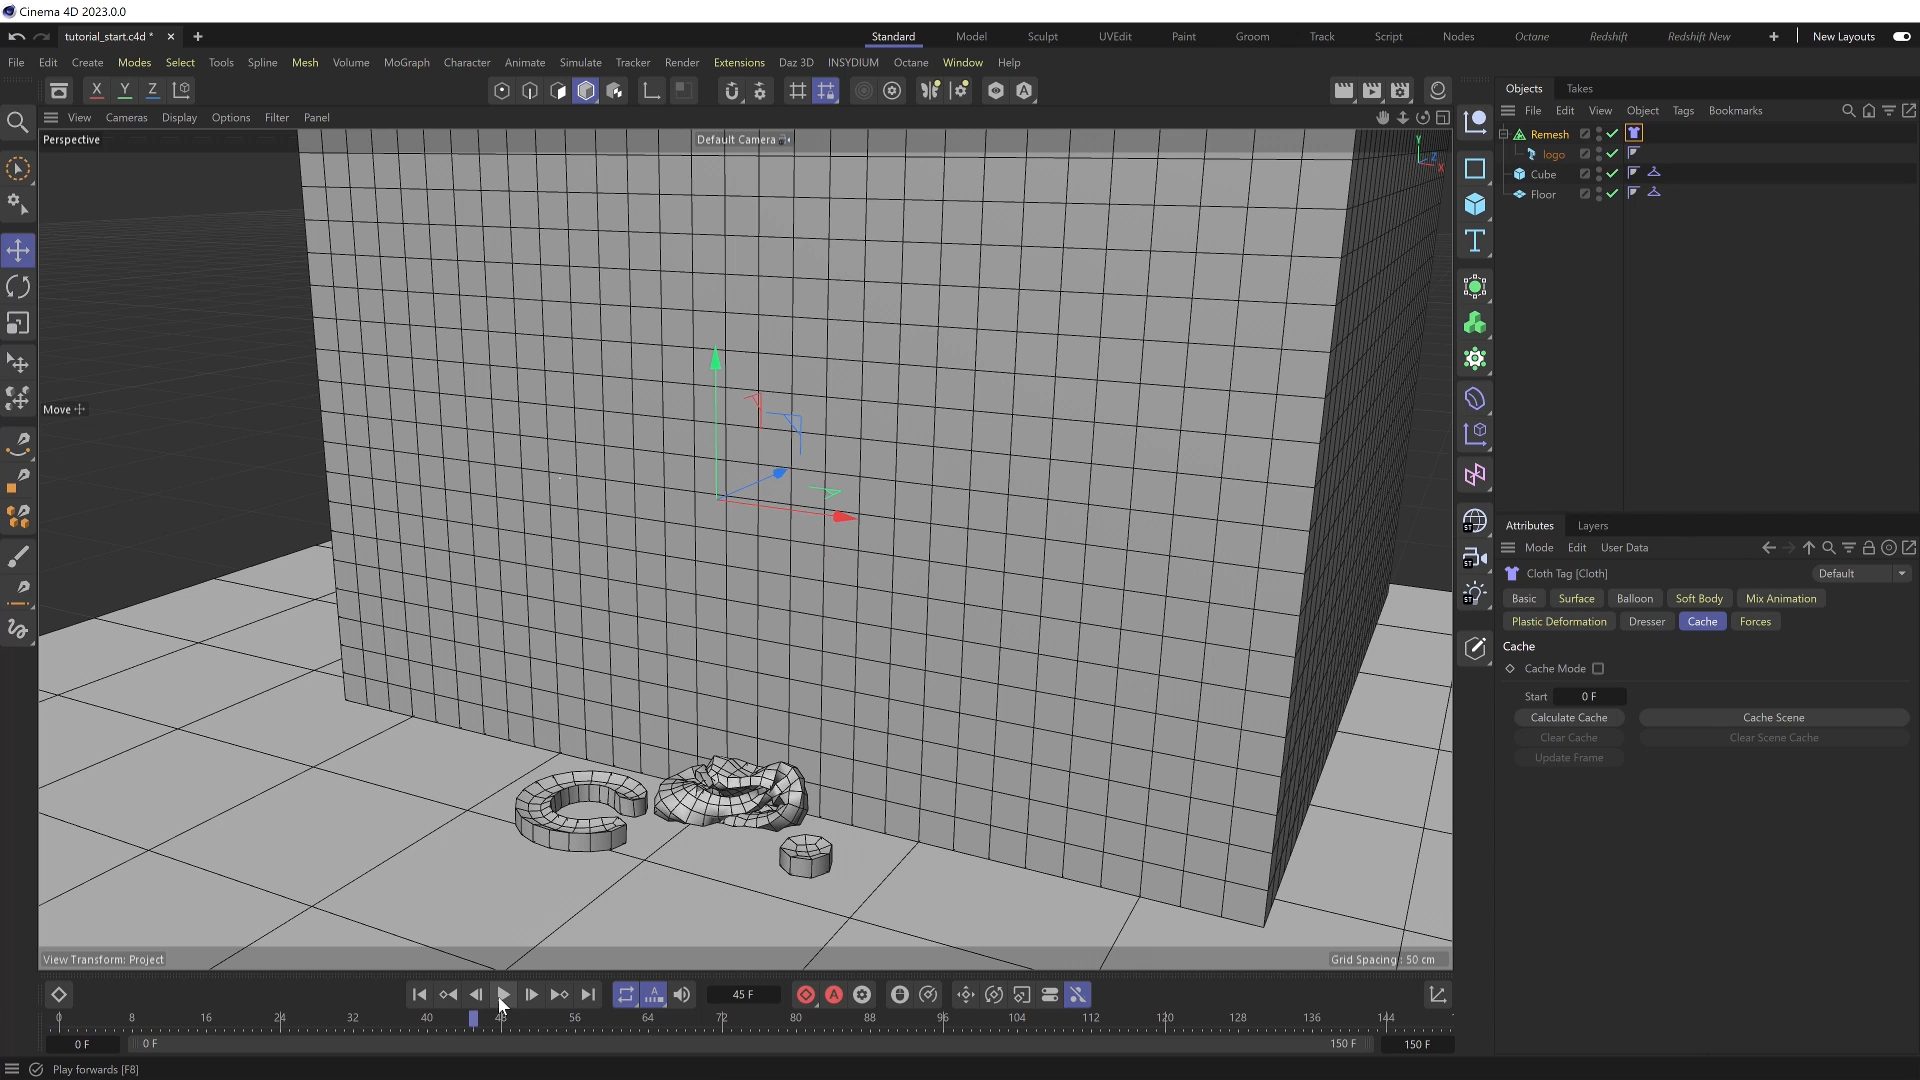 Cinema 4D 2023.0.0
tutorial_start.c4d *
Standard Model Sculpt UVEdit Paint Groom Track Script Nodes Octane Redshift Redshift New New Layouts
File Edit Create Modes Select Tools Spline Mesh Volume MoGraph Character Animate Simulate Tracker Render Extensions Daz 3D INSYDIUM Octane Window Help
X Y Z
View Cameras Display Options Filter Panel
Perspective
Default Camera
Y
Z
X
Move
View Transform: Project
Grid Spacing : 50 cm
Objects Takes
File Edit View Object Tags Bookmarks
Remesh
logo
Cube
Floor
ST
ST
ST
Attributes Layers
Mode Edit User Data
Cloth Tag [Cloth]
Default
Basic Surface Balloon Soft Body Mix Animation
Plastic Deformation Dresser Cache Forces
Cache
Cache Mode
Start 0 F
Calculate Cache Cache Scene
Clear Cache Clear Scene Cache
Update Frame
45 F
0 8 16 24 32 40 48 56 64 72 80 88 96 104 112 120 128 136 144
0 F 0 F 150 F 150 F
Play forwards [F8]